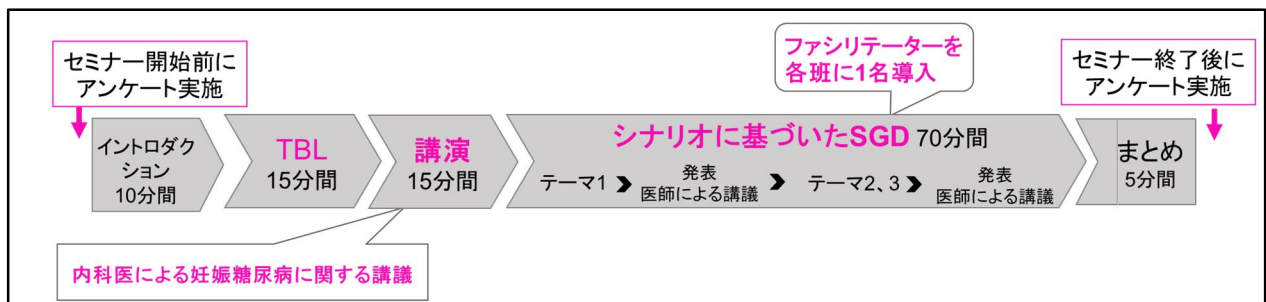 ファシリテーターを
各班に1名導入
セミナー開始前に
アンケート実施
セミナー終了後に
アンケート実施
イントロダク
ション
10分間
TBL
15分間
講演
15分間
シナリオに基づいたSGD 70分間
テーマ1 ❯ 発表 ❯ テーマ2、3 ❯ 発表
医師による講議 医師による講議
まとめ
5分間
内科医による妊娠糖尿病に関する講議